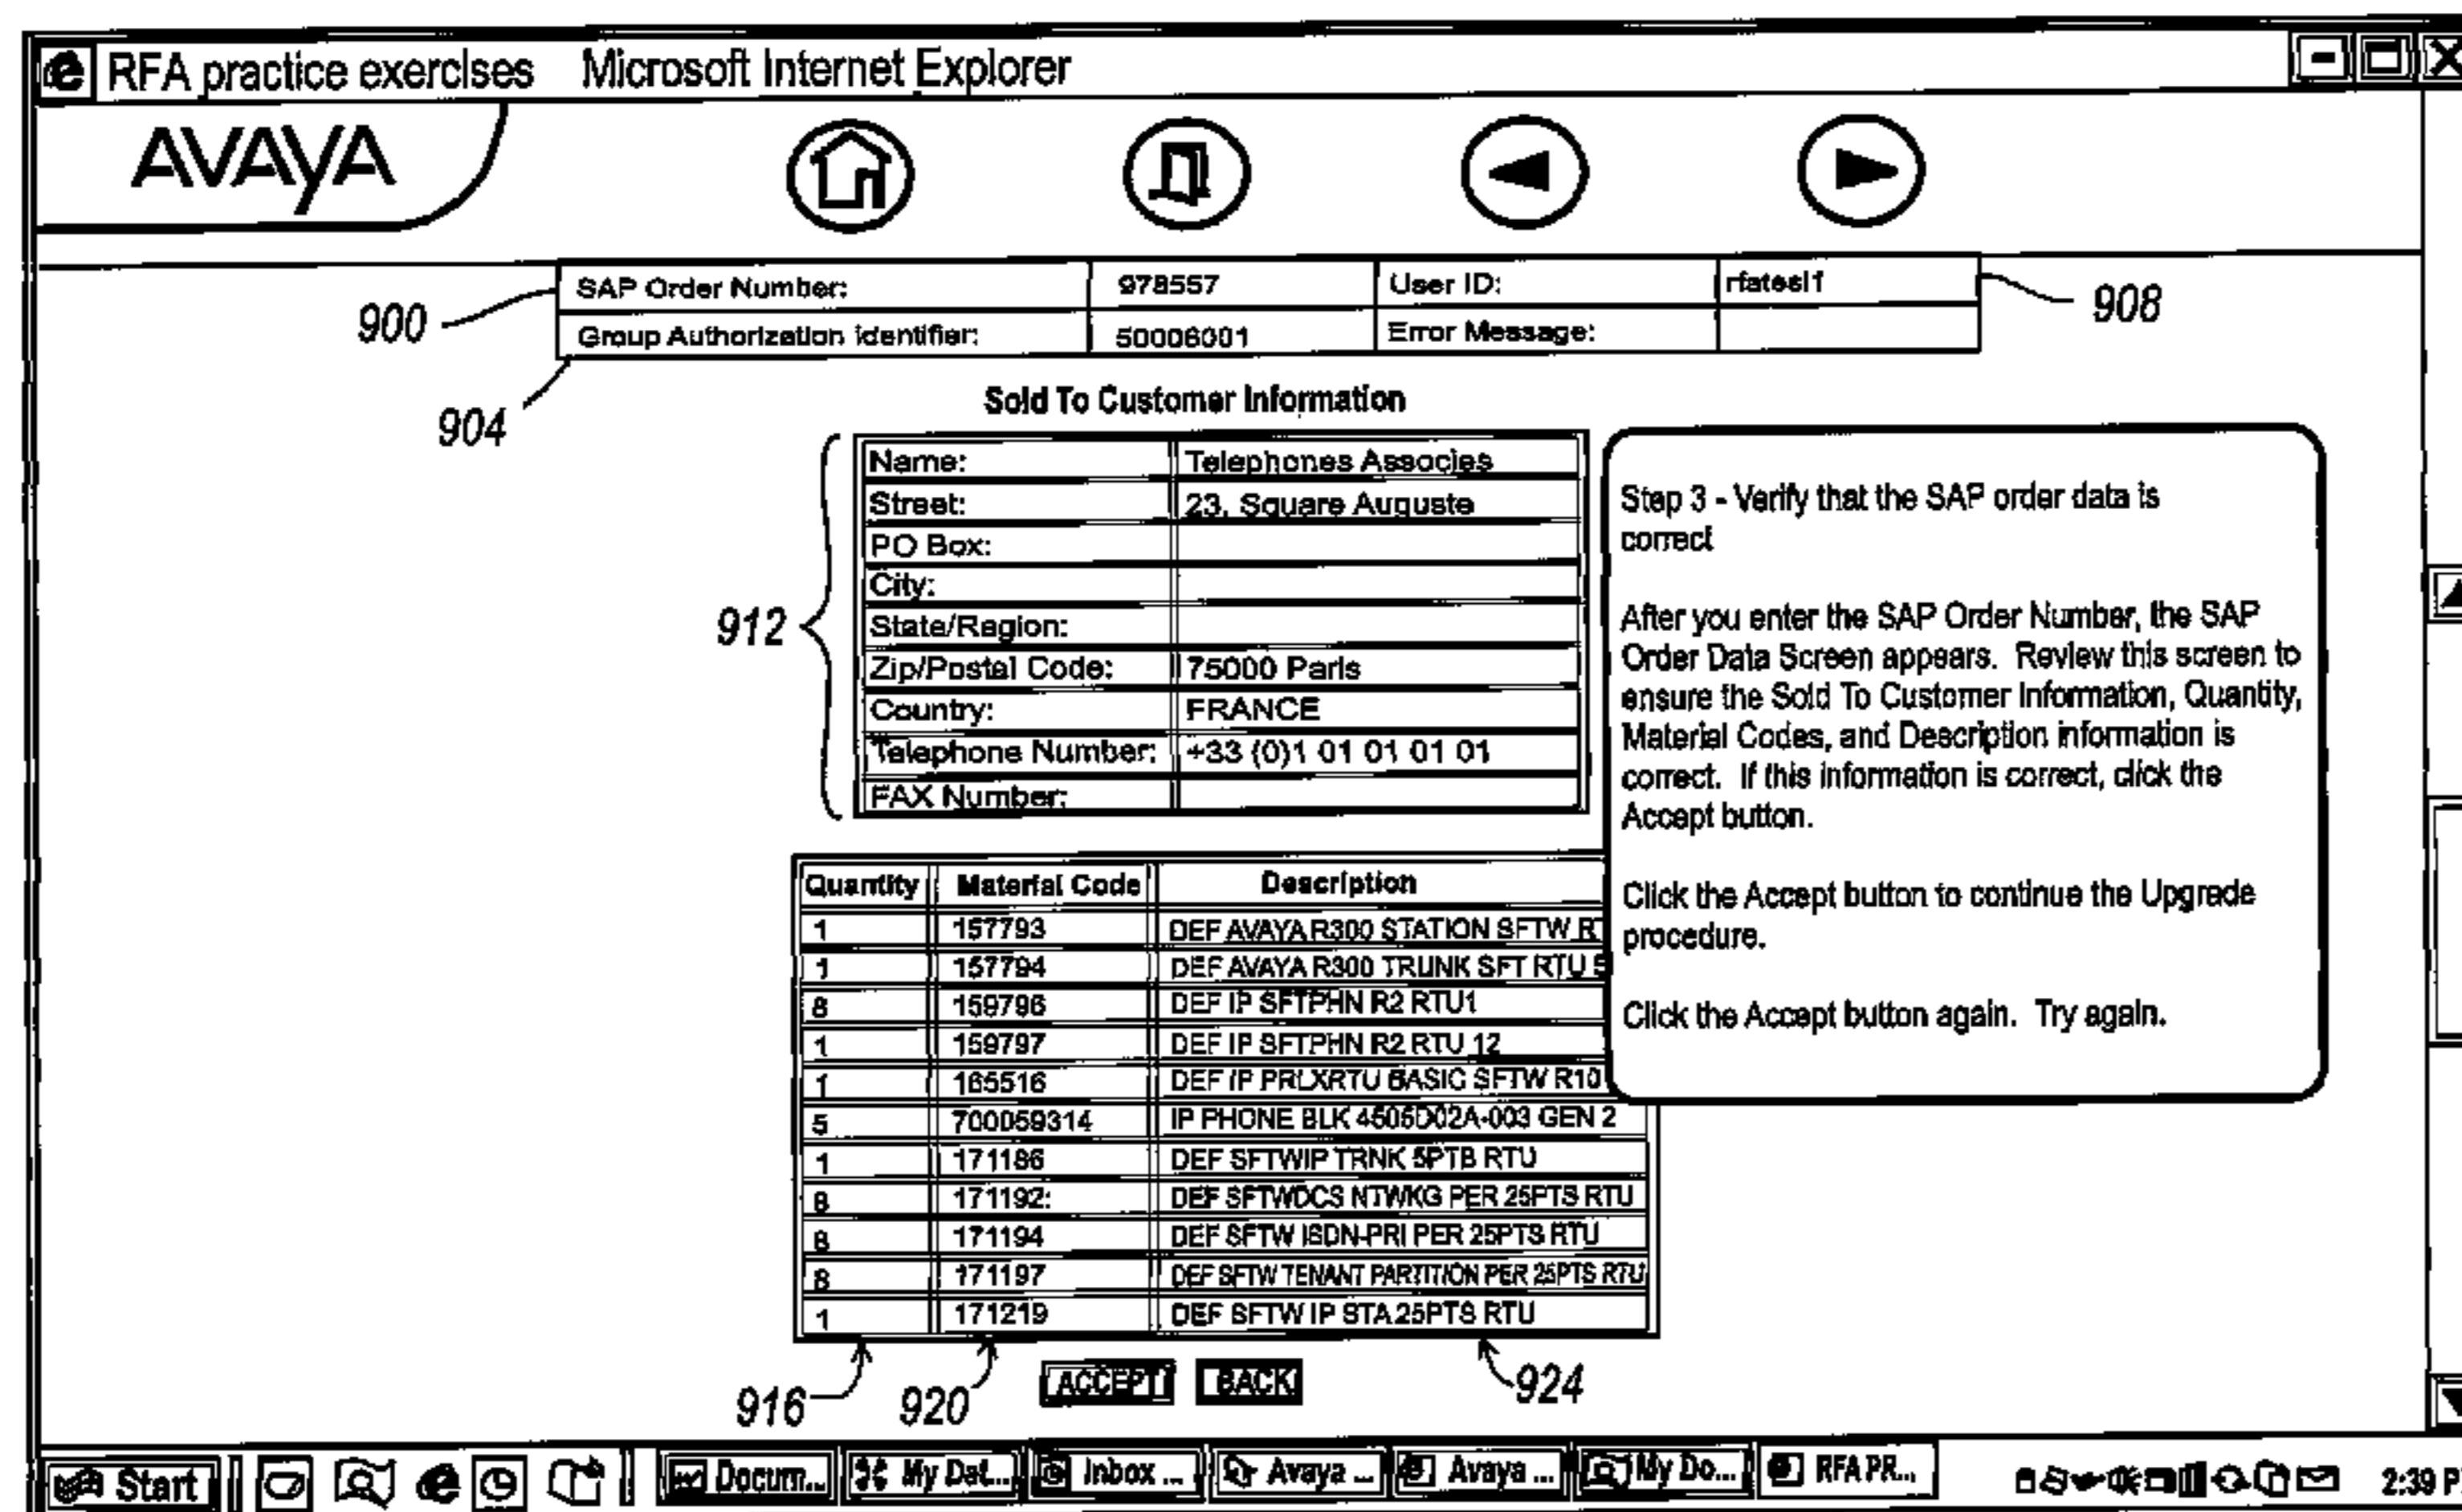 RFA practice exercises Microsoft Internet Explorer
AVAYA
SAP Order Number: 978557 User ID: rfatesl1
900
908
Group Authorization Identifier: 50006001 Error Message:
904
Sold To Customer Information
Name: Telephones Associes
Street: 23, Square Auguste
PO Box:
City:
State/Region:
912
Zip/Postal Code: 75000 Paris
Country: FRANCE
Telephone Number: +33 (0)1 01 01 01 01
FAX Number:
Step 3 - Verify that the SAP order data is
correct
After you enter the SAP Order Number, the SAP
Order Data Screen appears. Review this screen to
ensure the Sold To Customer Information, Quantity,
Material Codes, and Description information is
correct. If this information is correct, click the
Accept button.
Click the Accept button to continue the Upgrade
procedure.
Click the Accept button again. Try again.
Quantity Material Code Description
1 157793 DEF AVAYA R300 STATION SFTW RT
1 157794 DEF AVAYA R300 TRUNK SFT RTU 5
8 159796 DEF IP SFTPHN R2 RTU1
1 159797 DEF IP SFTPHN R2 RTU 12
1 165516 DEF IP PRLXRTU BASIC SFTW R10
5 700059314 IP PHONE BLK 4505D02A-003 GEN 2
1 171186 DEF SFTWIP TRNK 5PTB RTU
8 171192: DEF SFTWDCS NTWKG PER 25PTS RTU
8 171194 DEF SFTW ISDN-PRI PER 25PTS RTU
8 171197 DEF SFTW TENANT PARTITION PER 25PTS RTU
1 171219 DEF SFTW IP STA 25PTS RTU
ACCEPT BACK
916 920 924
Start Docum... My Dat... Inbox ... Avaya ... Avaya ... My Do... RFA PR... 2:39 P